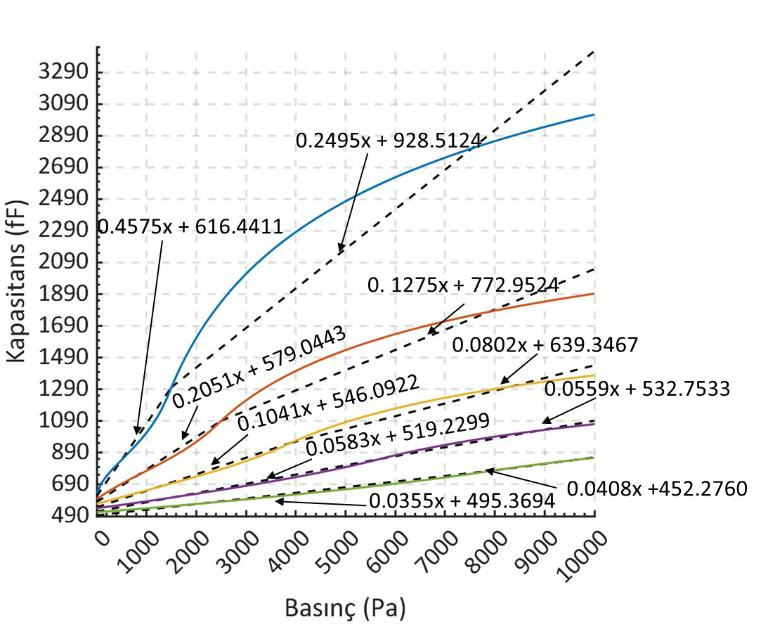 3290
3090
2890
2690
2490
2290
2090
1890
1690
1490
1290
1090
890
690
490
Kapasitans (fF)
0.2495x + 928.5124
0.4575x + 616.4411
0. 1275x + 772.9524
0.0802x + 639.3467
0.2051x + 579.0443
0.0559x + 532.7533
0.1041x + 546.0922
0.0583x + 519.2299
0.0408x +452.2760
0.0355x + 495.3694
0 1000 2000 3000 4000 5000 6000 7000 8000 9000 10000
Basınç (Pa)